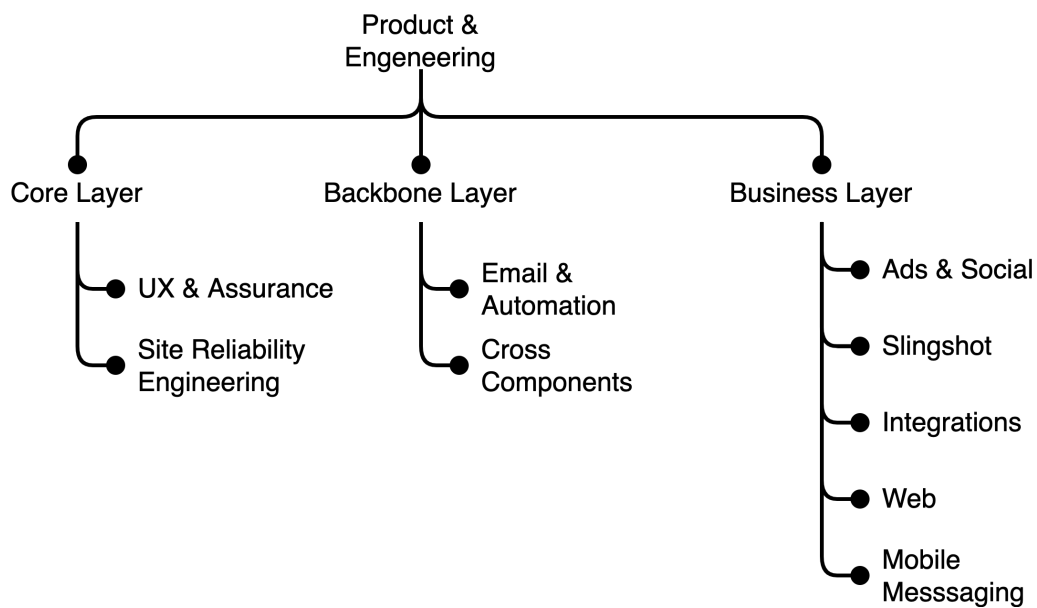 Product &
Engeneering
Core Layer
Backbone Layer
Business Layer
UX & Assurance
Site Reliability
Engineering
Email &
Automation
Cross
Components
Ads & Social
Slingshot
Integrations
Web
Mobile
Messsaging